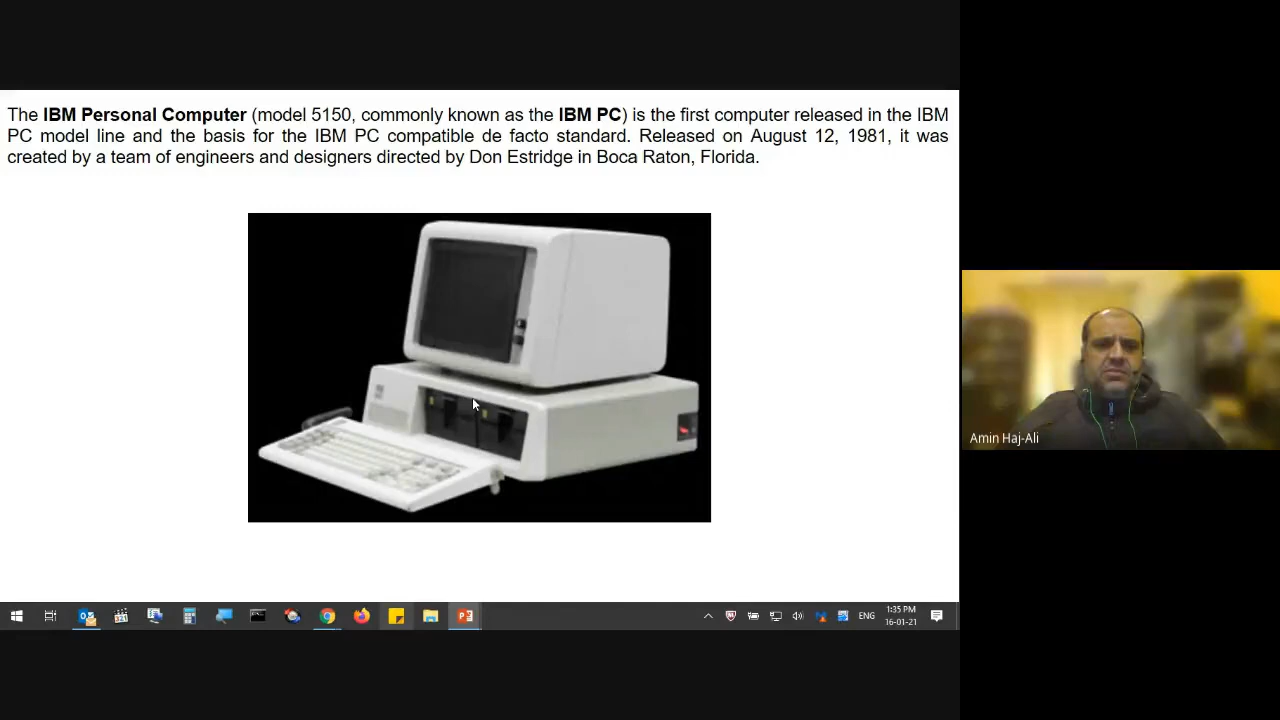 The IBM Personal Computer (model 5150, commonly known as the IBM PC) is the first computer released in the IBM
PC model line and the basis for the IBM PC compatible de facto standard. Released on August 12, 1981, it was
created by a team of engineers and designers directed by Don Estridge in Boca Raton, Florida.
Amin Haj-Ali
ENG
1:35 PM
16-01-21